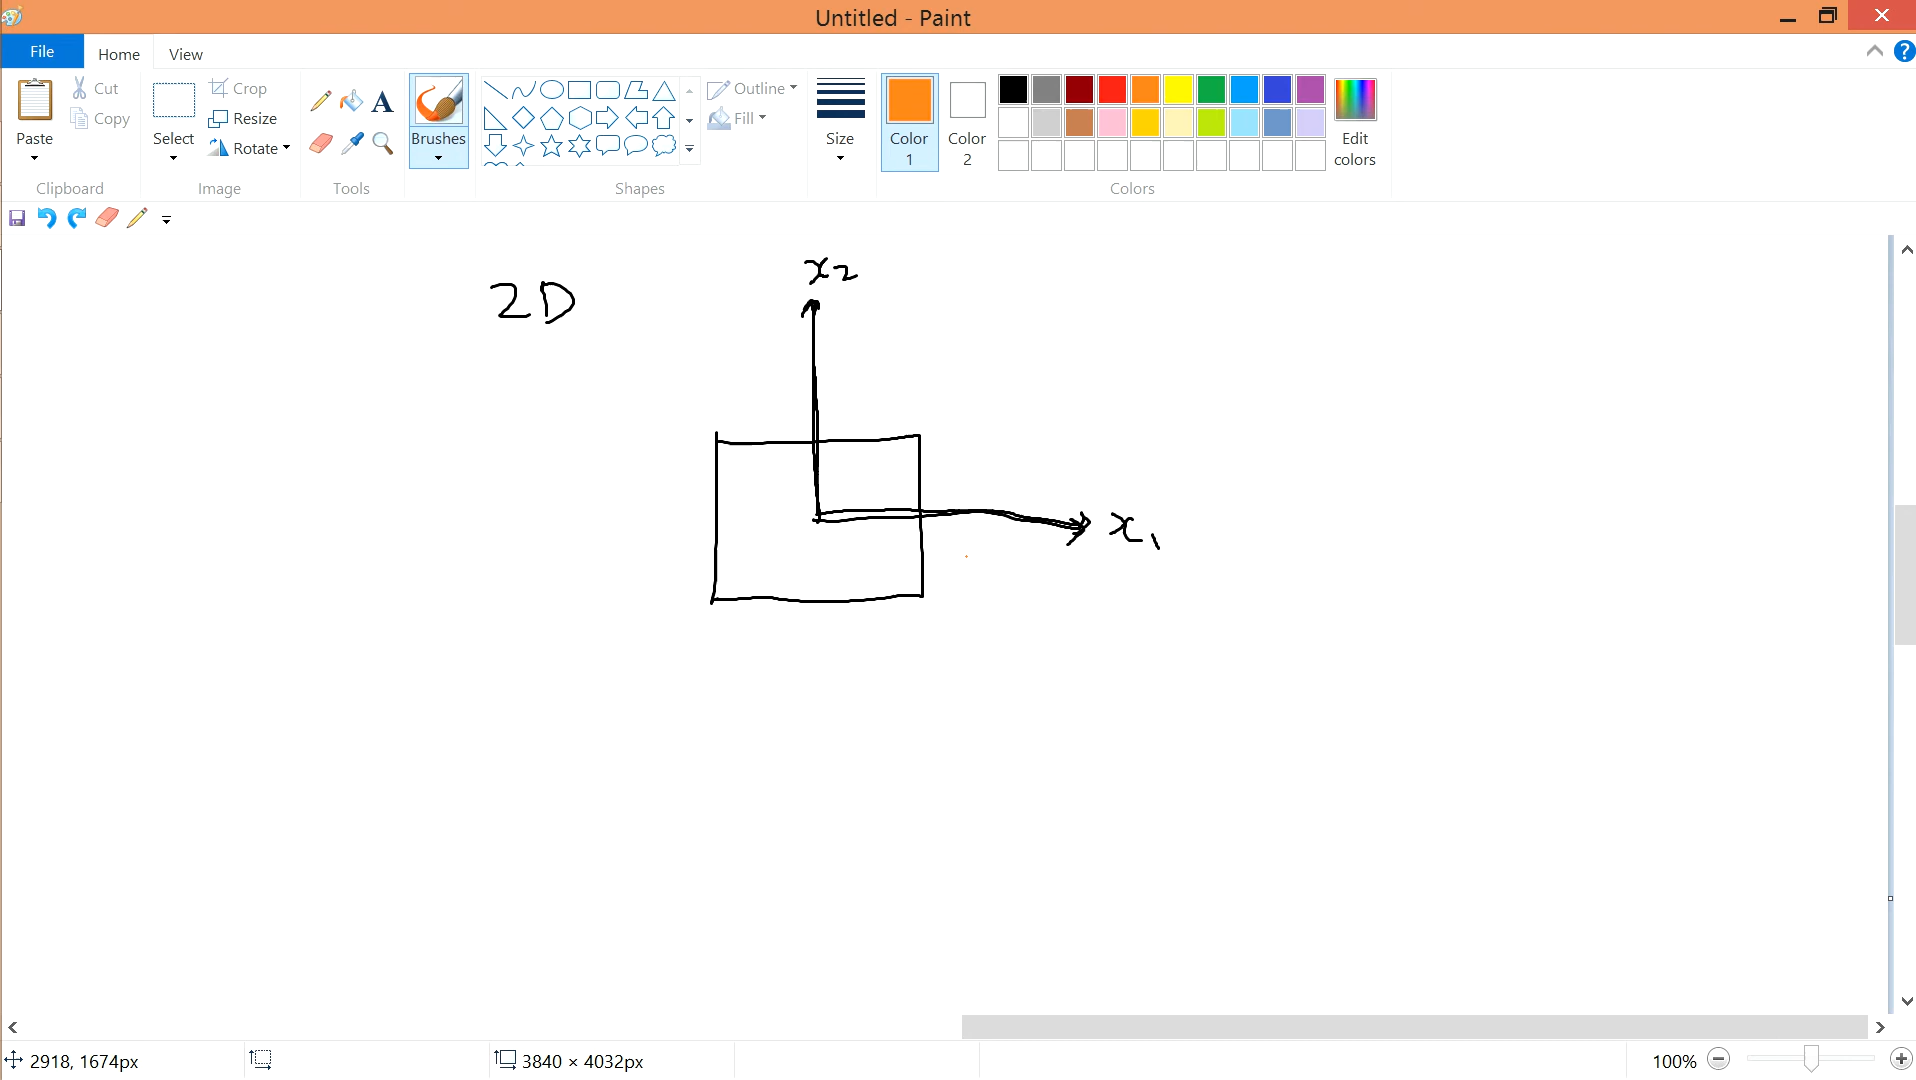 Untitled - Paint
File
Home
View
Paste
Cut
Copy
Clipboard
Select
Crop
Resize
Rotate
Image
Tools
Brushes
Outline
Fill
Shapes
Size
Color 1
Color 2
Edit colors
Colors
2D
x2
x1
2918, 1674px
3840 × 4032px
100%